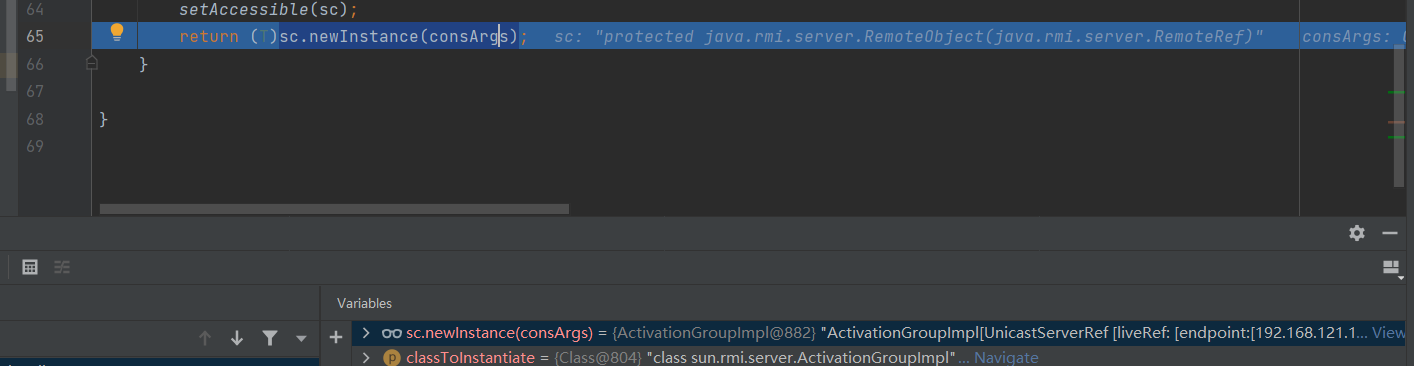 64 setAccessible(sc);
65 return (T)sc.newInstance(consArgs); sc: "protected java.rmi.server.RemoteObject(java.rmi.server.RemoteRef)" consArgs:
66 }
67
68 }
69
Variables
sc.newInstance(consArgs) = {ActivationGroupImpl@882} "ActivationGroupImpl[UnicastServerRef [liveRef: [endpoint:[192.168.121.1... View
p classToInstantiate = {Class@804} "class sun.rmi.server.ActivationGroupImpl"... Navigate